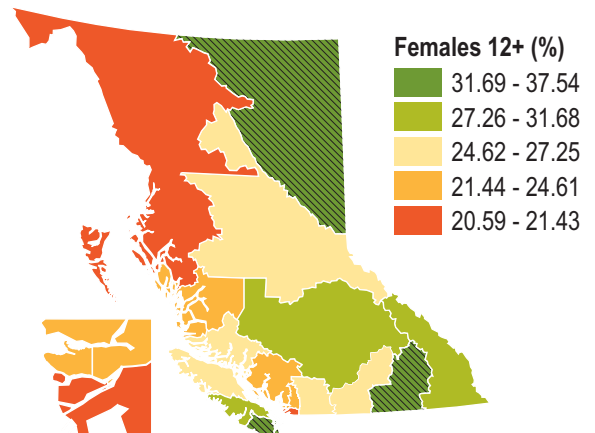 Females 12+ (%)
31.69 - 37.54
27.26 - 31.68
24.62 - 27.25
21.44 - 24.61
20.59 - 21.43